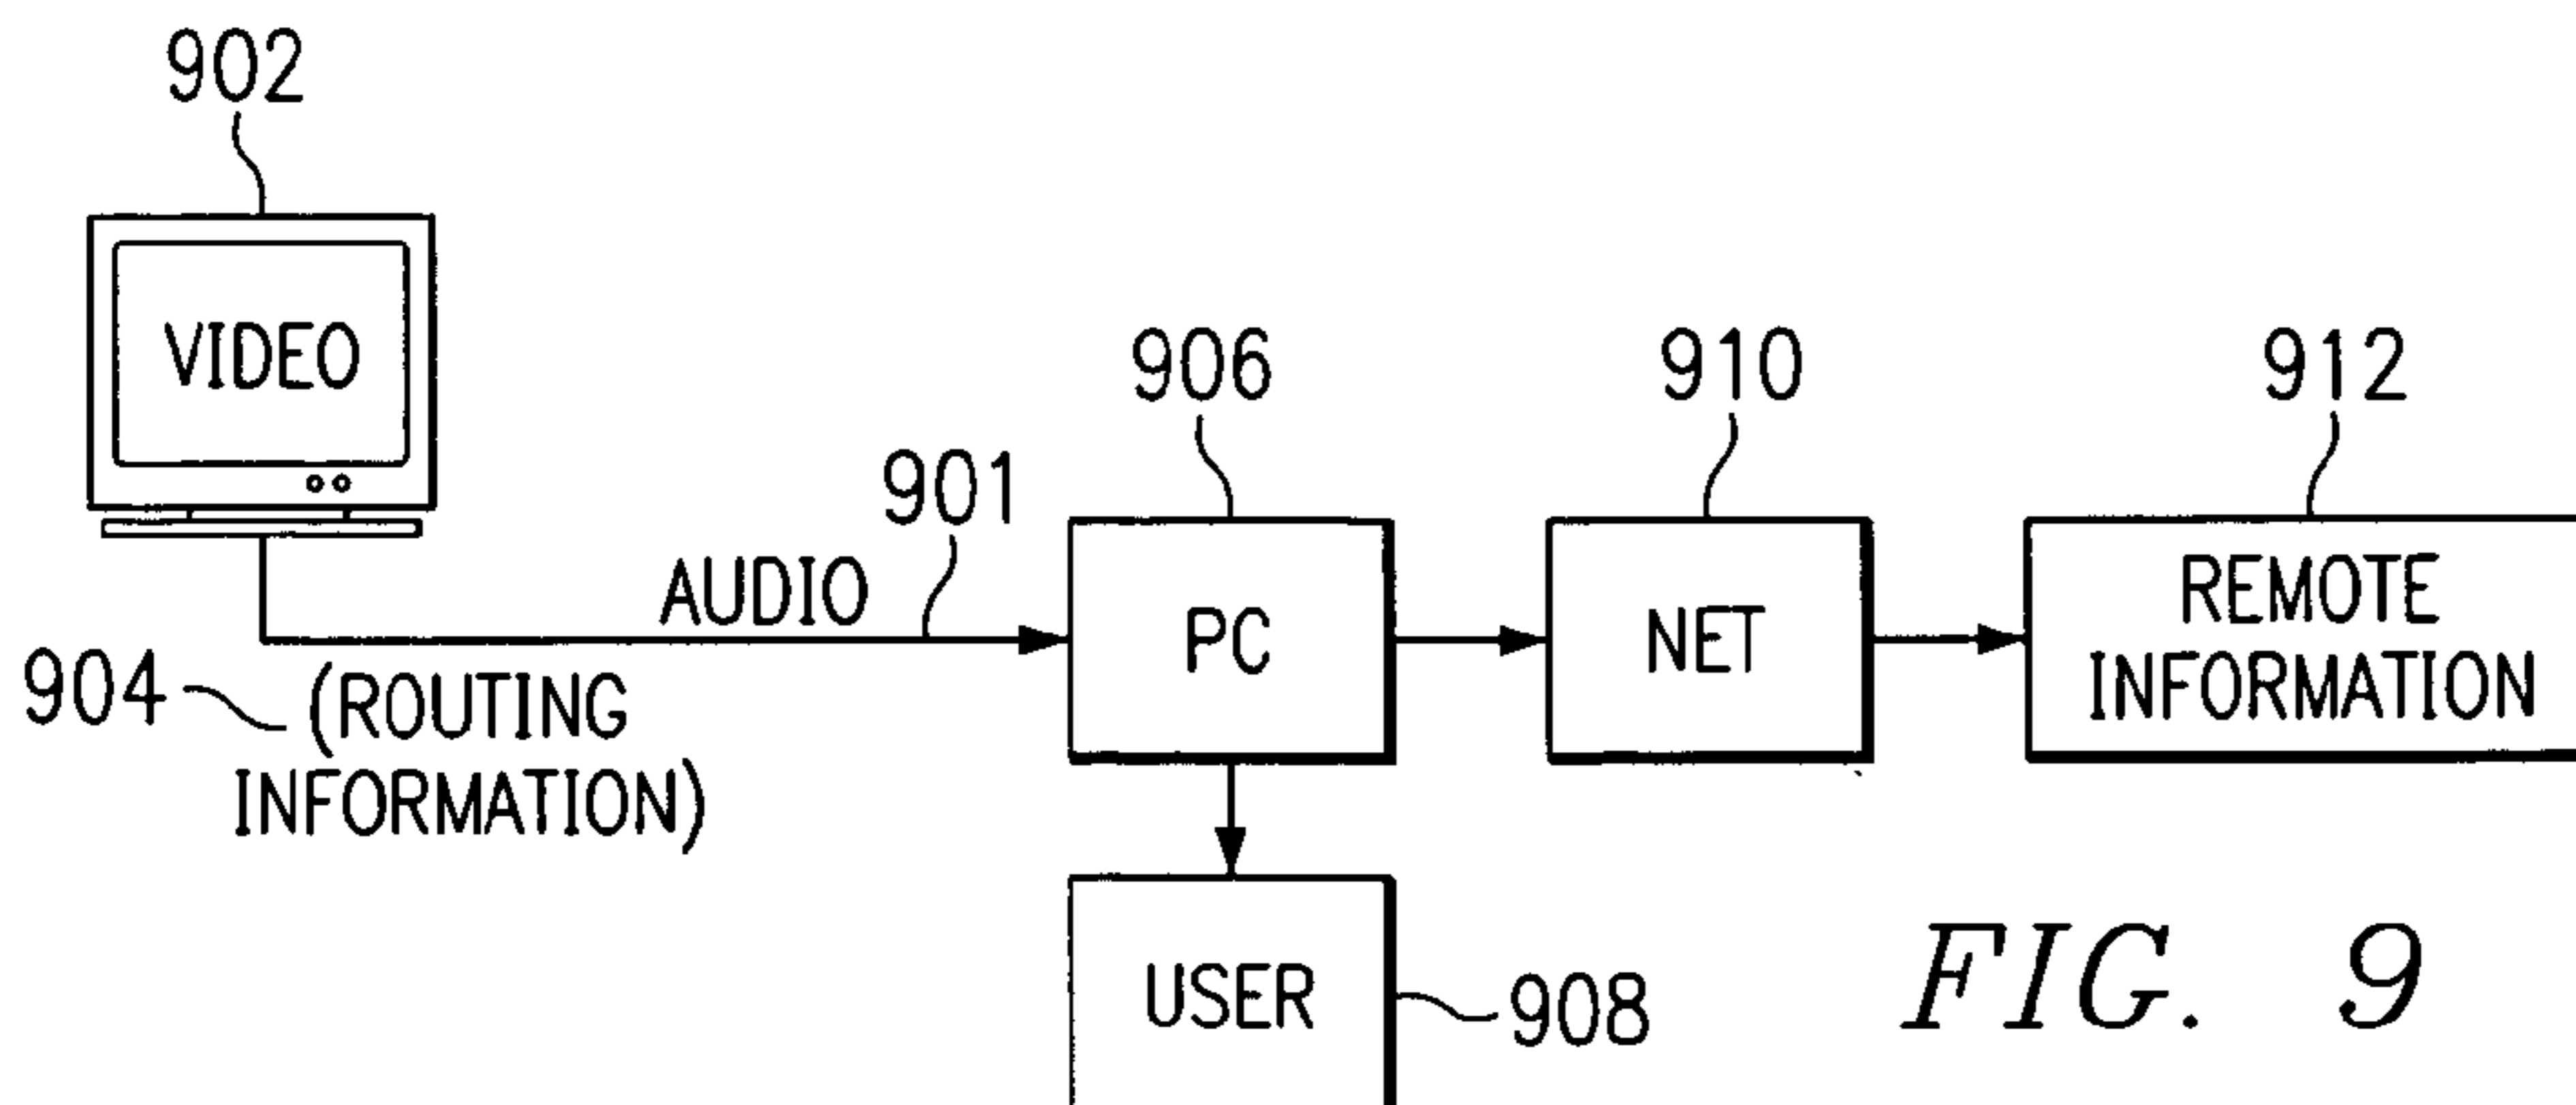 902
VIDEO
906
910
912
901
AUDIO
904
(ROUTING
INFORMATION)
PC
NET
REMOTE
INFORMATION
USER
908
FIG. 9